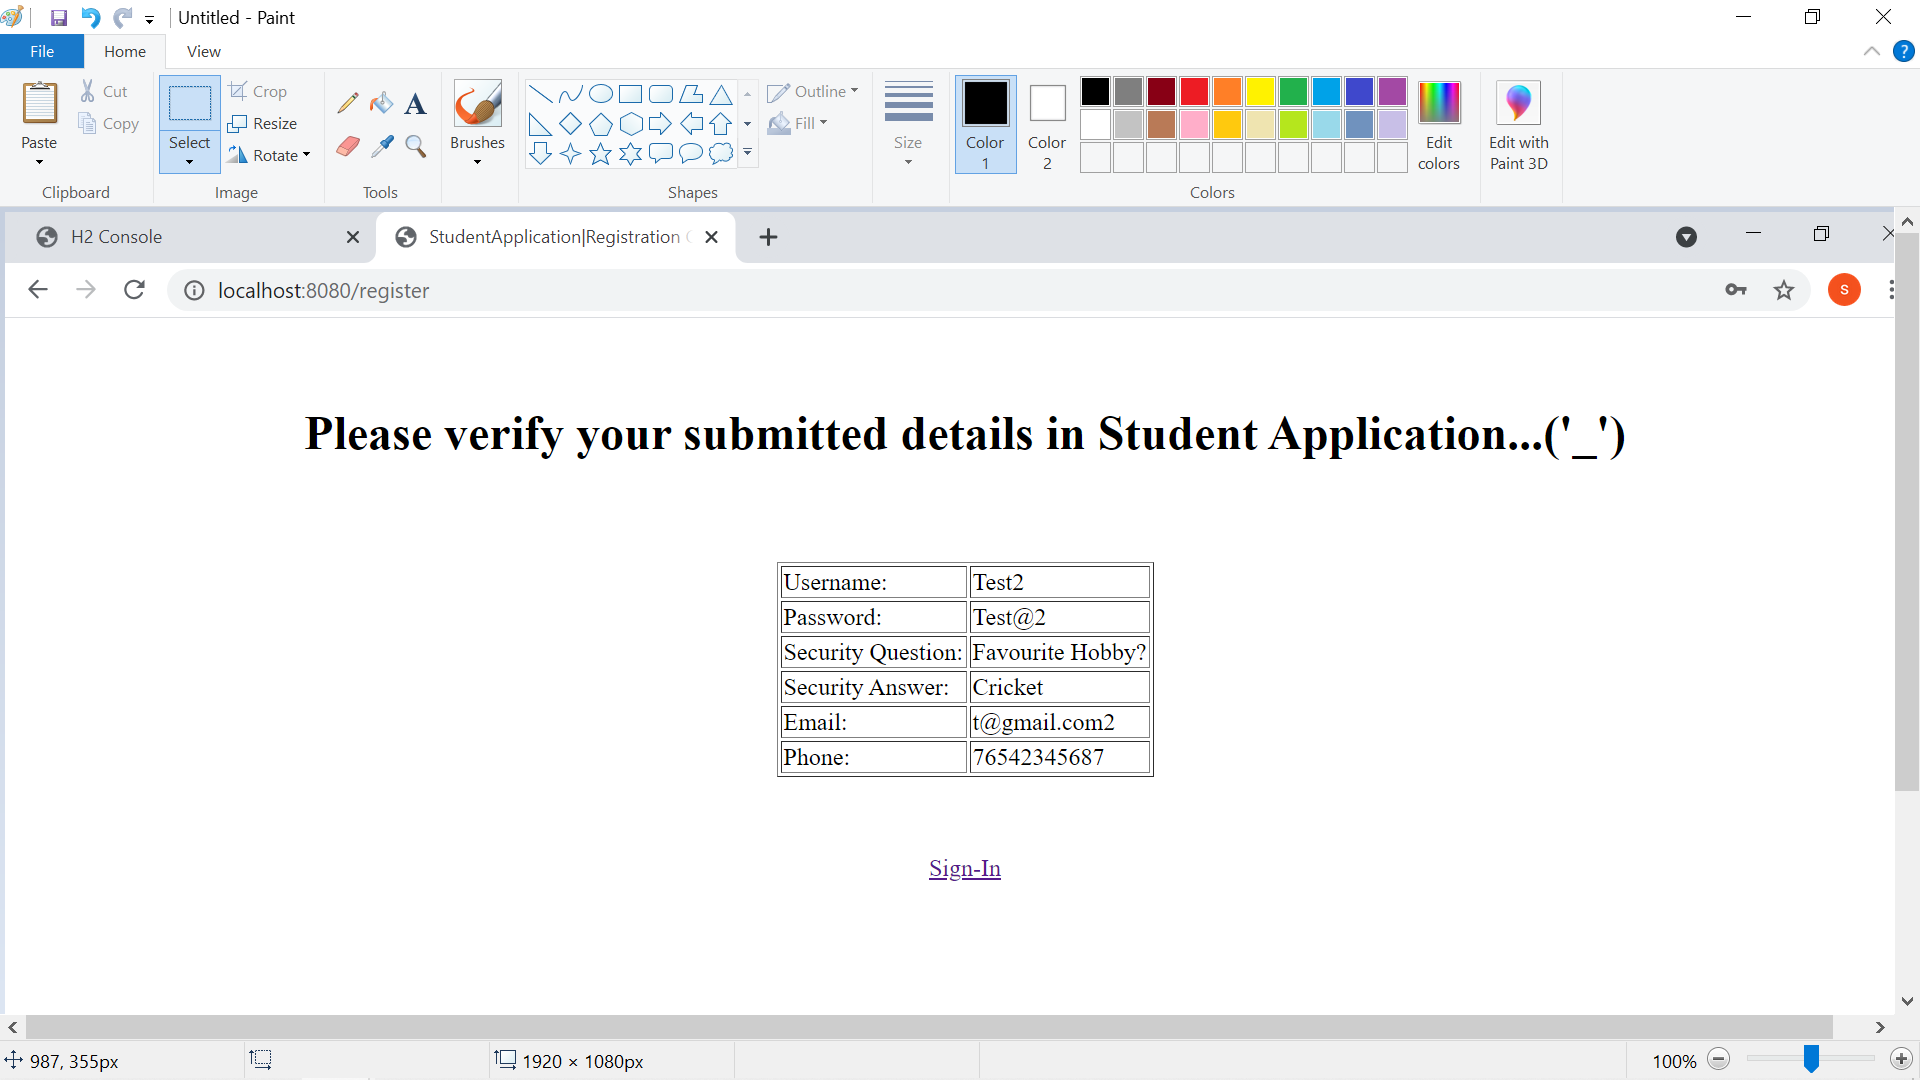 Untitled - Paint
File Home View
Paste Cut Copy Clipboard
Select Crop Resize Rotate Image
Tools
Brushes
Shapes
Outline Fill
Size
Color 1 Color 2
Edit colors
Colors
Edit with Paint 3D
H2 Console
StudentApplication|Registration
localhost:8080/register
S
Please verify your submitted details in Student Application...('_')
Username: Test2
Password: Test@2
Security Question: Favourite Hobby?
Security Answer: Cricket
Email: t@gmail.com2
Phone: 76542345687
Sign-In
987, 355px 1920 × 1080px 100%